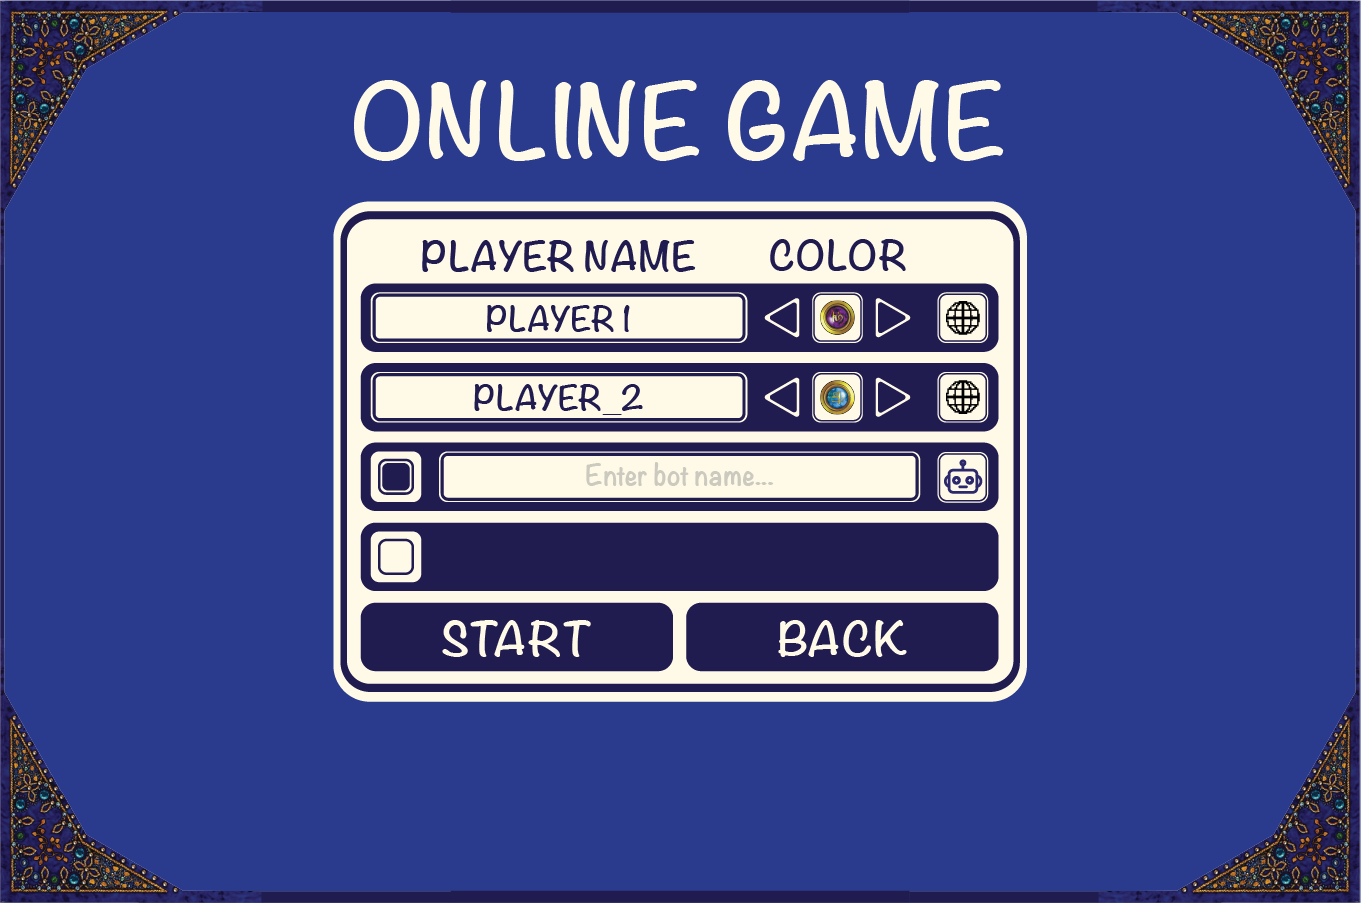 ONLINE GAME
PLAYER NAME COLOR
PLAYER 1
PLAYER_2
Enter bot name...
START BACK